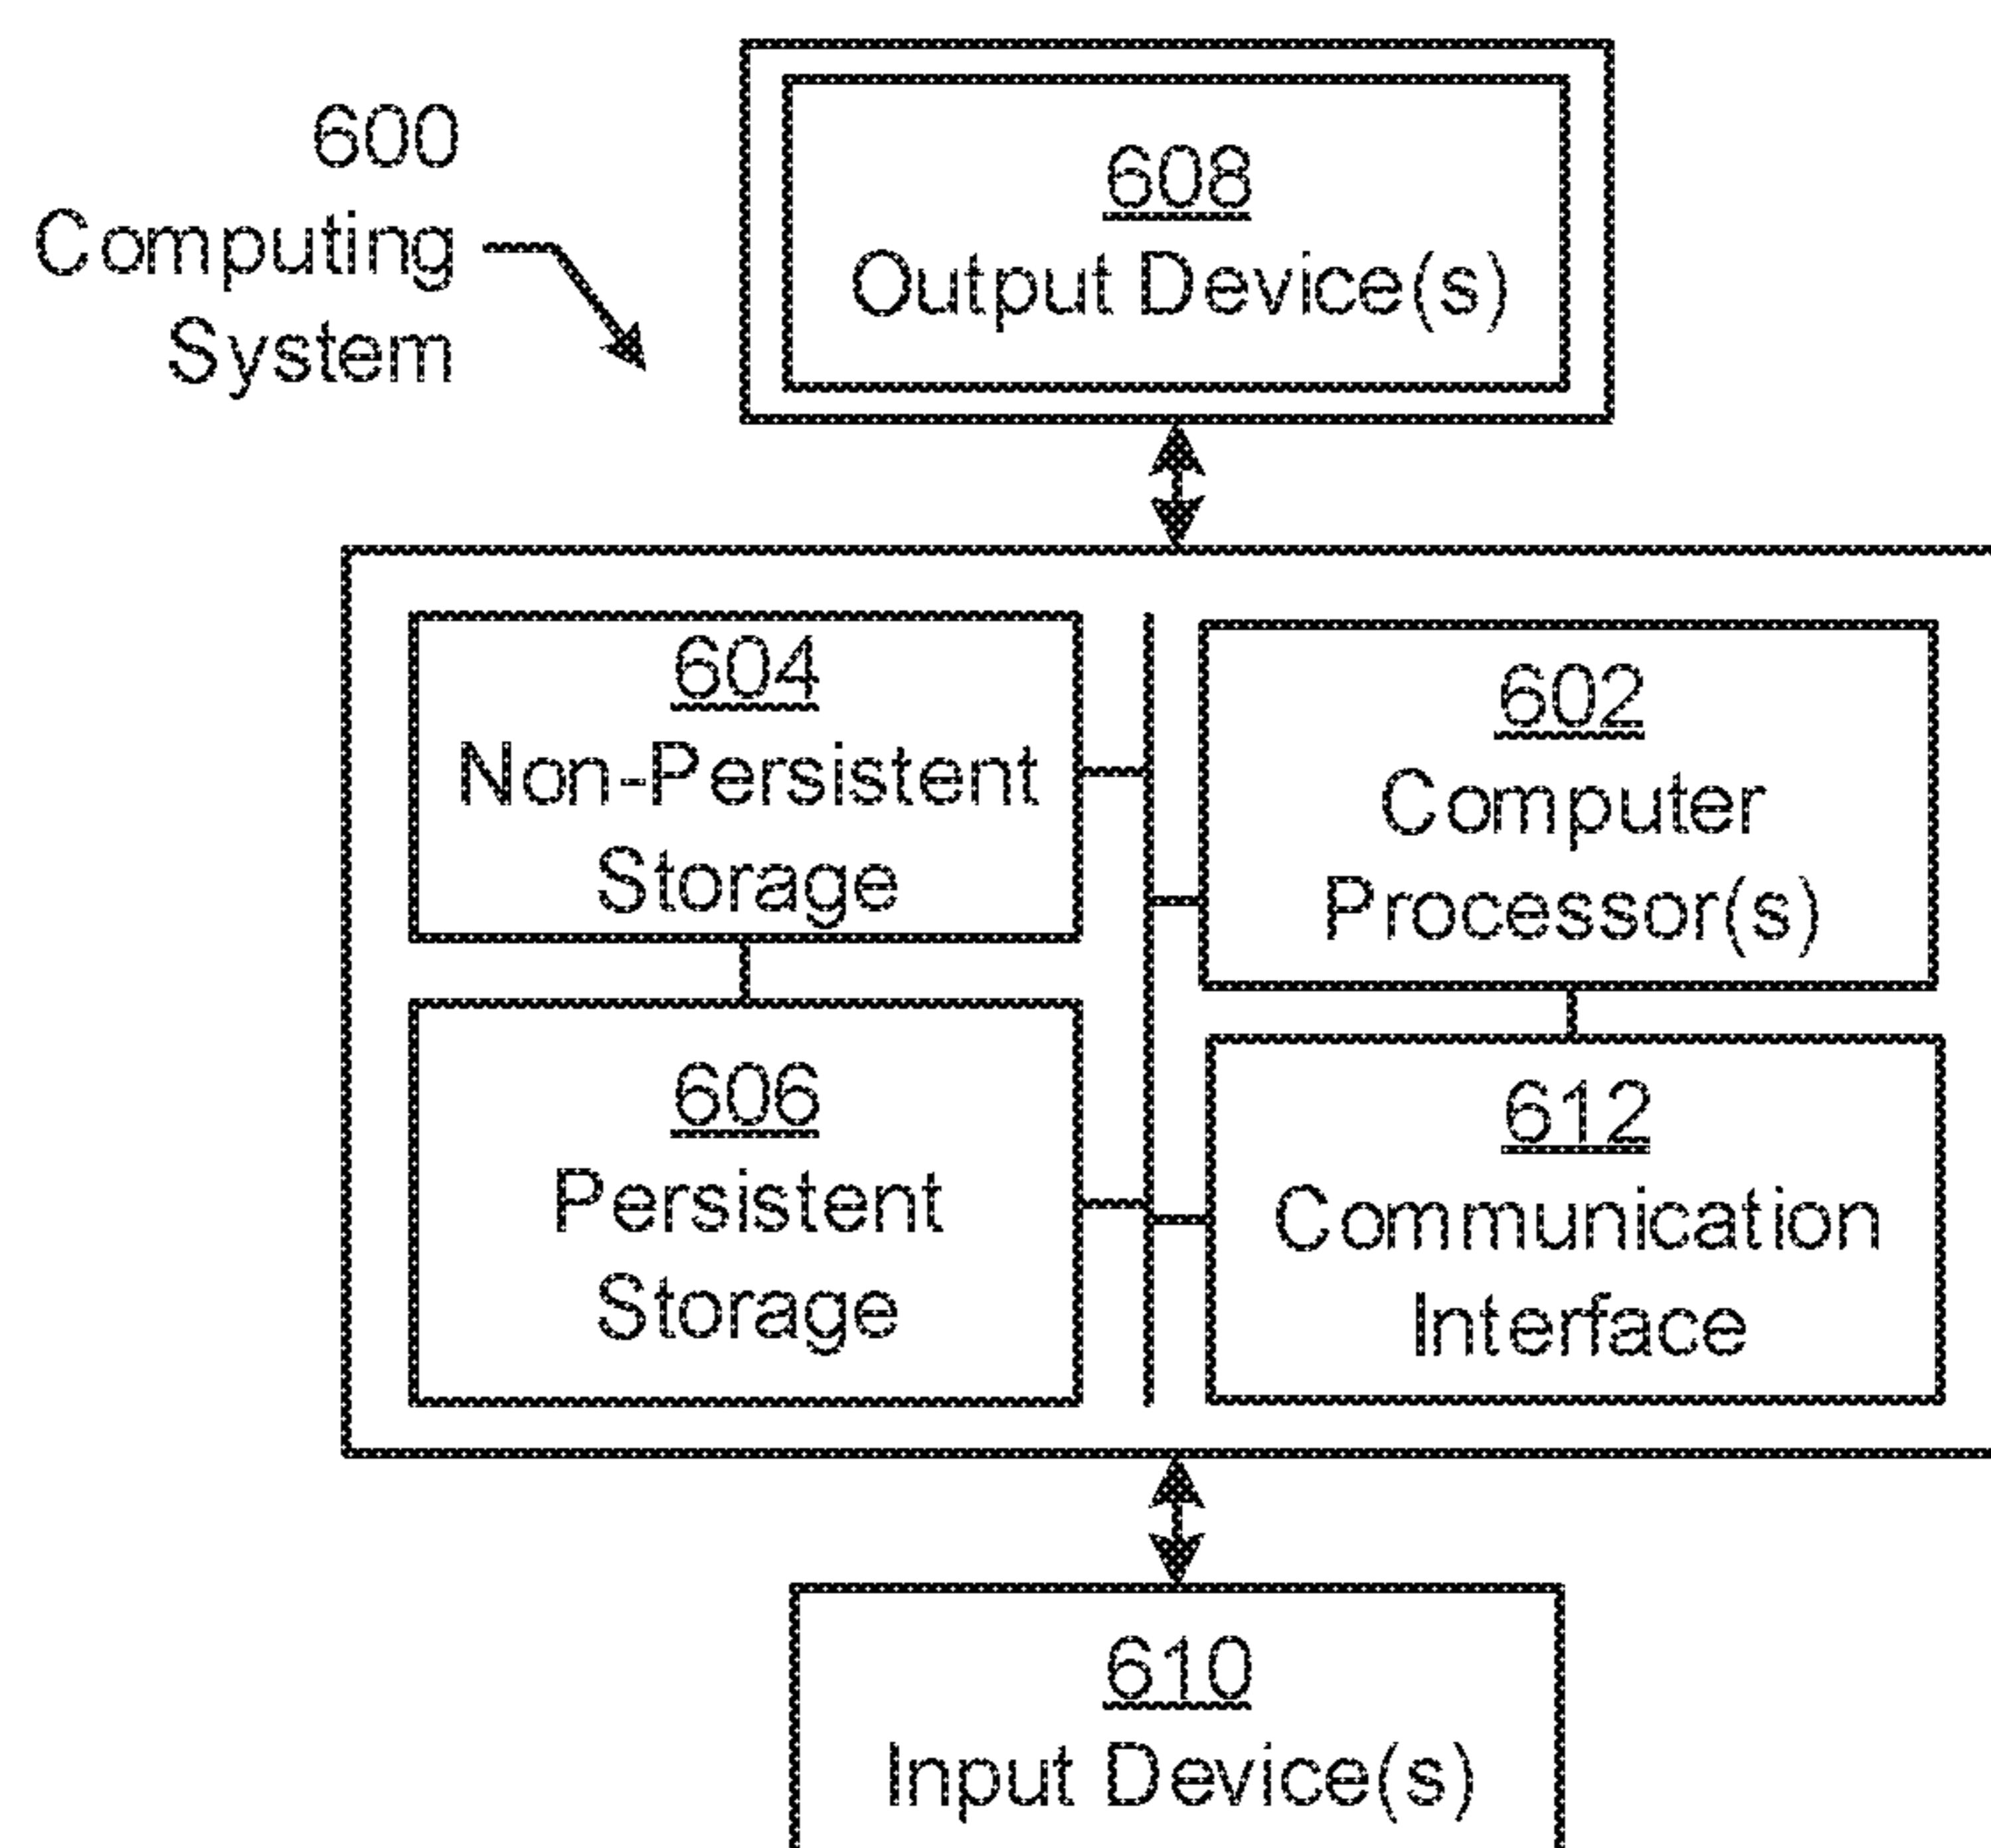 600
Computing
System
608
Output Device(s)
604
Non-Persistent
Storage
602
Computer
Processor(s)
606
Persistent
Storage
612
Communication
Interface
610
Input Device(s)